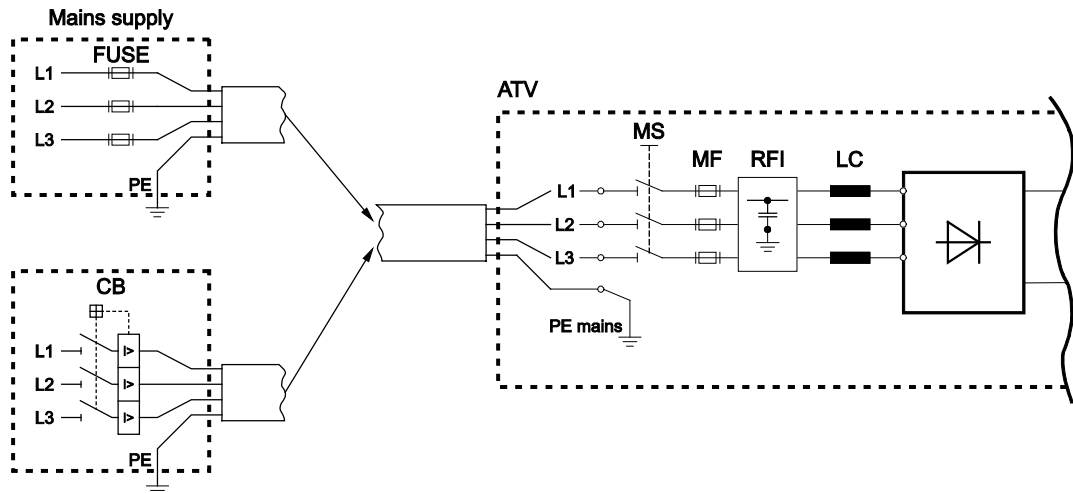 Mains supply
FUSE
L1
L2
L3
PE
CB
L1
I>
L2
I>
L3
I>
PE
ATV
MS
MF
RFI
LC
L1
L2
L3
PE mains